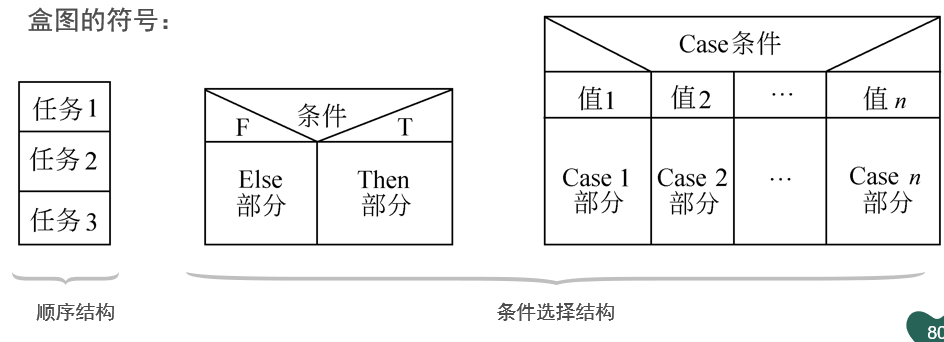 盒图的符号：
任务1
任务2
任务3
顺序结构
条件
F
T
Else
部分
Then
部分
Case条件
值1
值2
…
值n
Case 1
部分
Case 2
部分
…
Case n
部分
条件选择结构
80